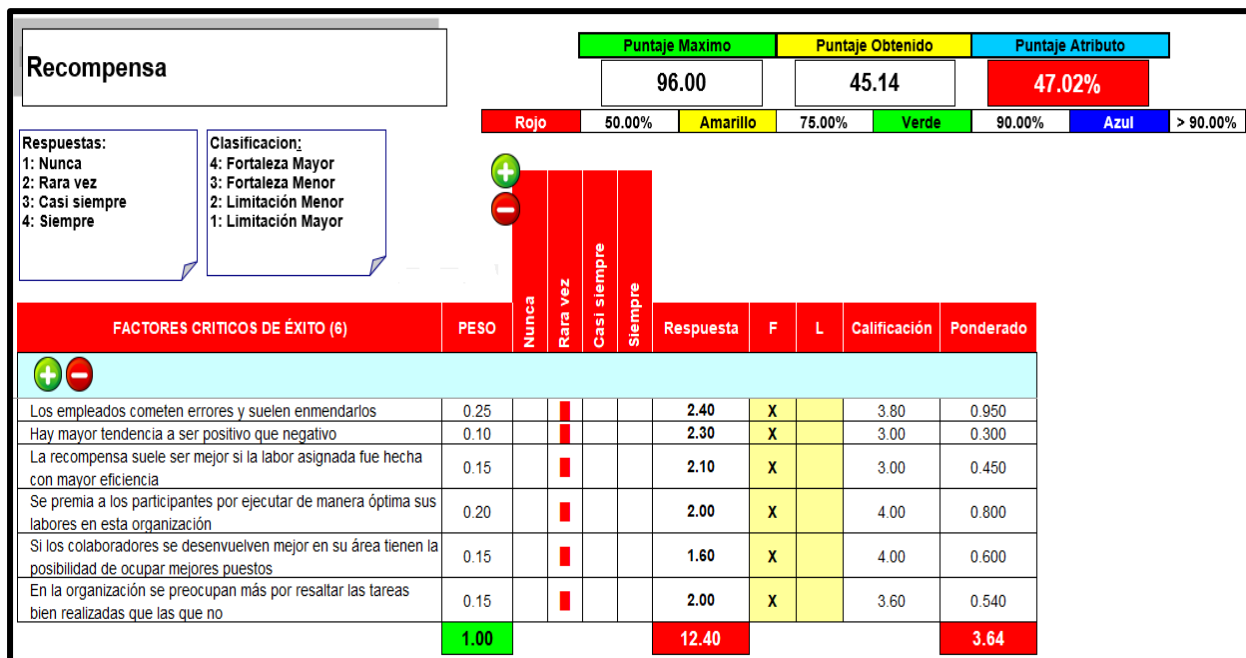 Recompensa
Puntaje Maximo Puntaje Obtenido Puntaje Atributo
96.00 45.14 47.02%
Rojo 50.00% Amarillo 75.00% Verde 90.00% Azul > 90.00%
Respuestas:
1: Nunca
2: Rara vez
3: Casi siempre
4: Siempre
Clasificacion:
4: Fortaleza Mayor
3: Fortaleza Menor
2: Limitación Menor
1: Limitación Mayor
FACTORES CRITICOS DE ÉXITO (6) PESO Nunca Rara vez Casi siempre Siempre Respuesta F L Calificación Ponderado
Los empleados cometen errores y suelen enmendarlos 0.25 2.40 X 3.80 0.950
Hay mayor tendencia a ser positivo que negativo 0.10 2.30 X 3.00 0.300
La recompensa suele ser mejor si la labor asignada fue hecha
con mayor eficiencia 0.15 2.10 X 3.00 0.450
Se premia a los participantes por ejecutar de manera óptima sus
labores en esta organización 0.20 2.00 X 4.00 0.800
Si los colaboradores se desenvuelven mejor en su área tienen la
posibilidad de ocupar mejores puestos 0.15 1.60 X 4.00 0.600
En la organización se preocupan más por resaltar las tareas
bien realizadas que las que no 0.15 2.00 X 3.60 0.540
1.00 12.40 3.64